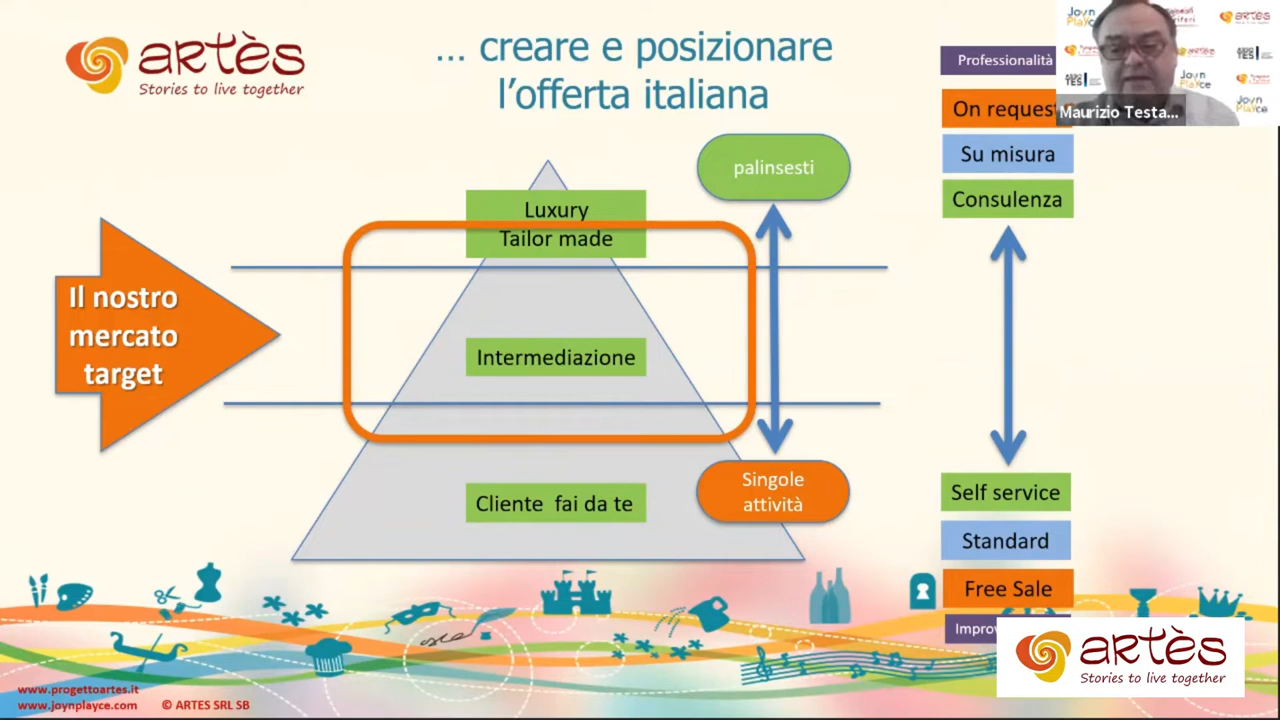 artès
Stories to live together
... creare e posizionare
l'offerta italiana
Professionalità
On request
Su misura
Consulenza
Maurizio Testa...
palinsesti
Luxury
Tailor made
Il nostro
mercato
target
Intermediazione
Cliente fai da te
Singole
attività
Self service
Standard
Free Sale
artès
Stories to live together
www.progettoartes.it
www.joynplayce.com
© ARTES SRL SB